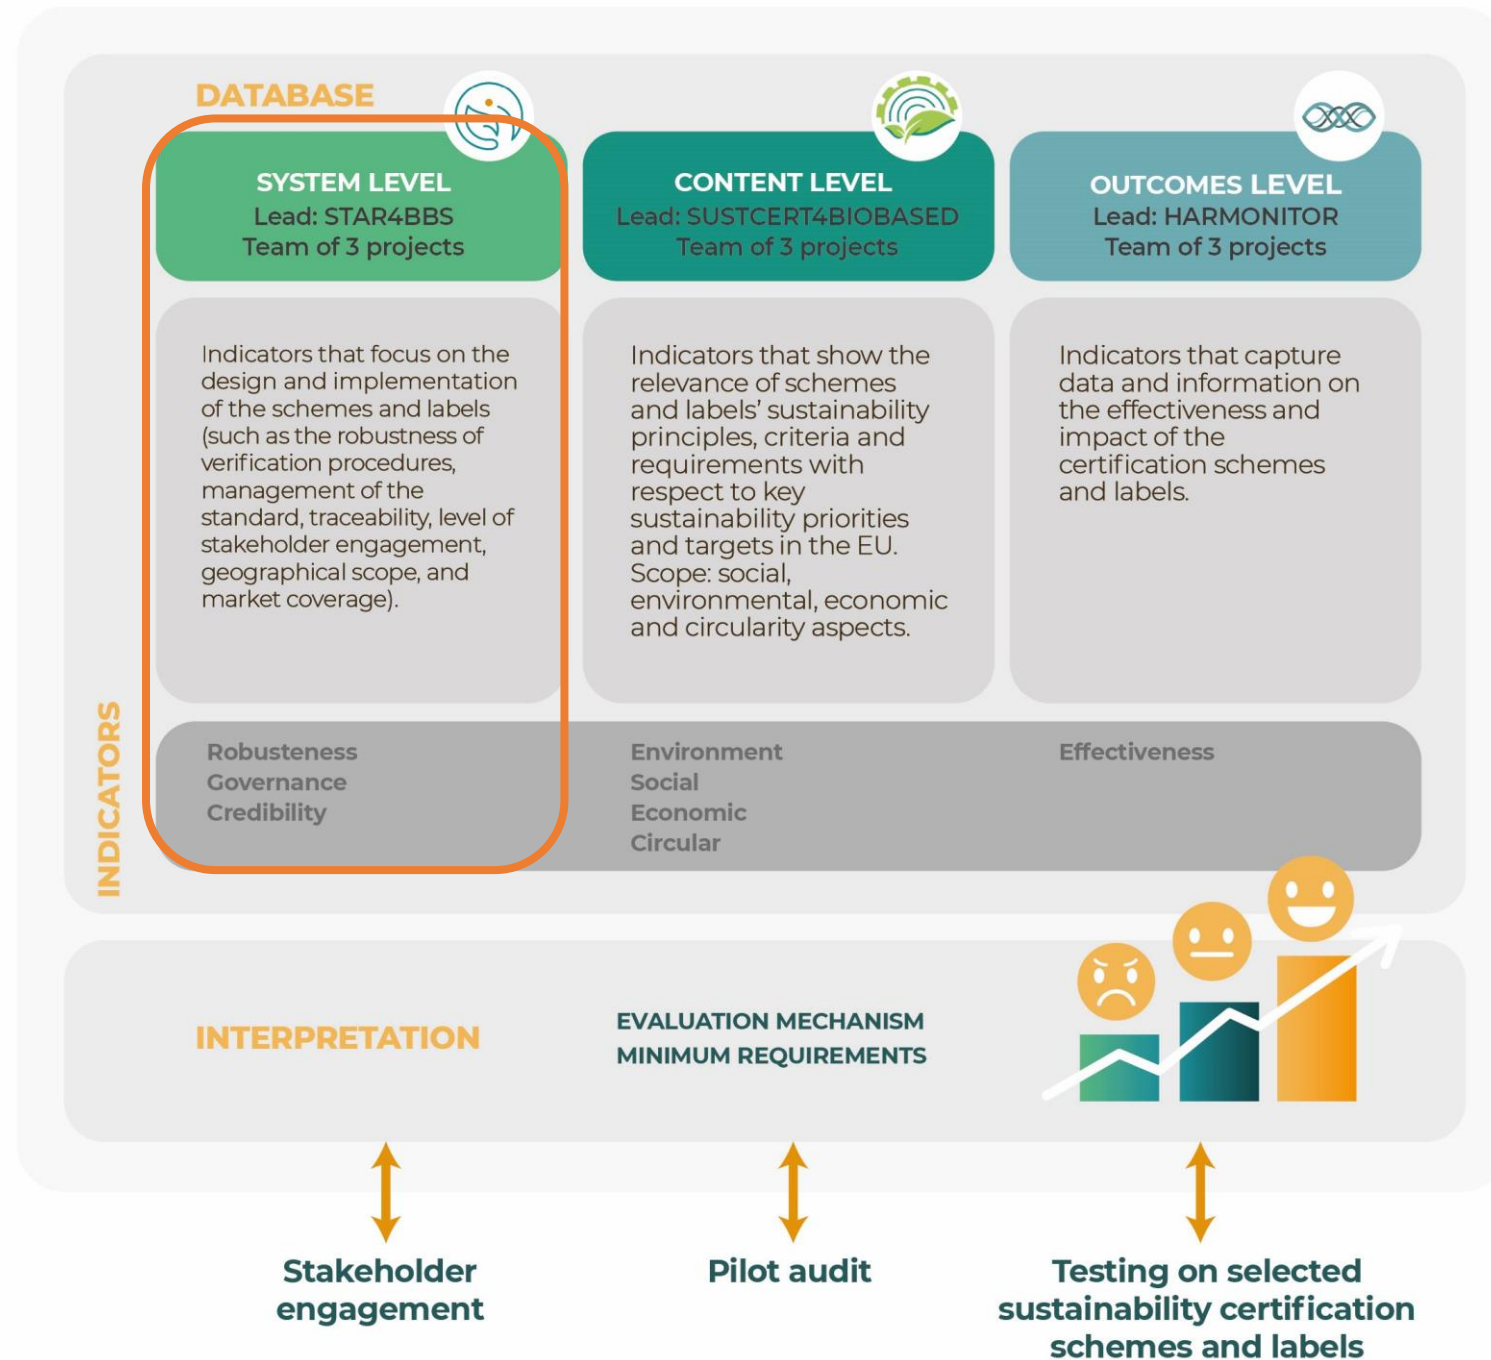 DATABASE
SYSTEM LEVEL
Lead: STAR4BBS
Team of 3 projects
CONTENT LEVEL
Lead: SUSTCERT4BIOBASED
Team of 3 projects
OUTCOMES LEVEL
Lead: HARMONITOR
Team of 3 projects
Indicators that focus on the
design and implementation
of the schemes and labels
(such as the robustness of
verification procedures,
management of the
standard, traceability, level of
stakeholder engagement,
geographical scope, and
market coverage).
Indicators that show the
relevance of schemes
and labels’ sustainability
principles, criteria and
requirements with
respect to key
sustainability priorities
and targets in the EU.
Scope: social,
environmental, economic
and circularity aspects.
Indicators that capture
data and information on
the effectiveness and
impact of the
certification schemes
and labels.
INDICATORS
Robusteness
Governance
Credibility
Environment
Social
Economic
Circular
Effectiveness
INTERPRETATION
EVALUATION MECHANISM
MINIMUM REQUIREMENTS
Stakeholder
engagement
Pilot audit
Testing on selected
sustainability certification
schemes and labels